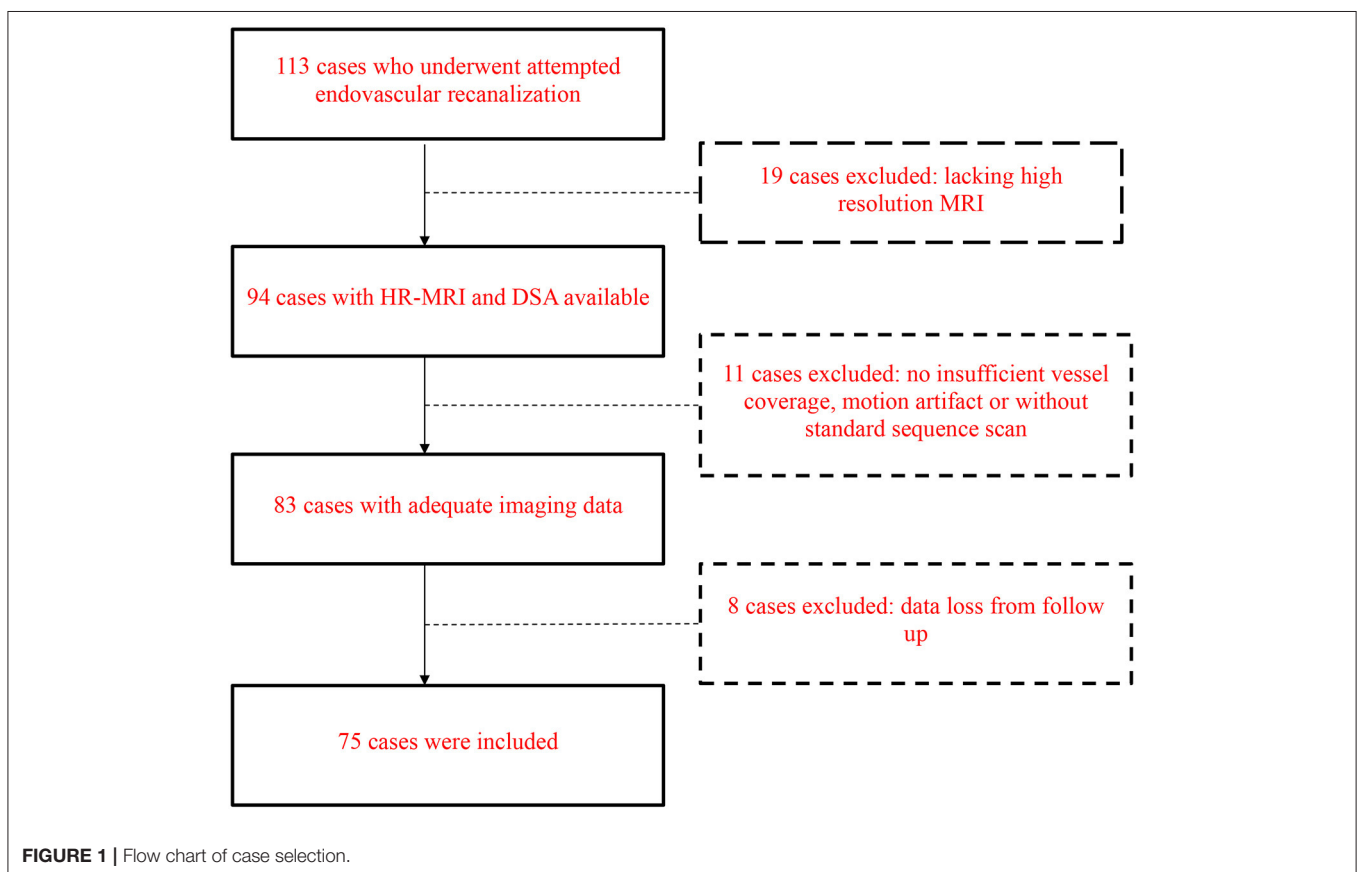 113 cases who underwent attempted
endovascular recanalization
19 cases excluded: lacking high
resolution MRI
94 cases with HR-MRI and DSA available
11 cases excluded: no insufficient vessel
coverage, motion artifact or without
standard sequence scan
83 cases with adequate imaging data
8 cases excluded: data loss from follow
up
75 cases were included
FIGURE 1 | Flow chart of case selection.